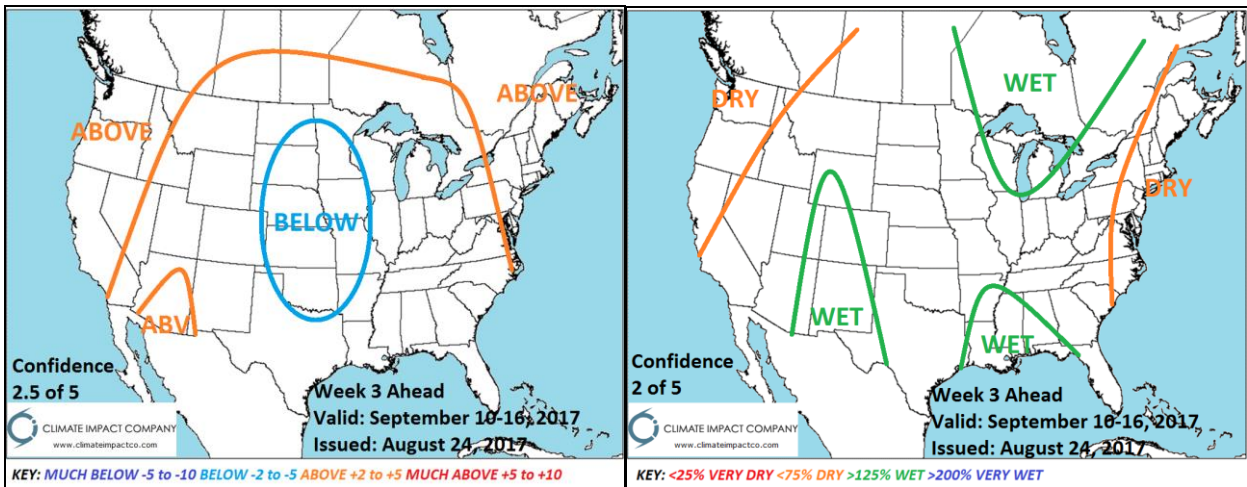 ABOVE
ABOVE
BELOW
ABV
Confidence
2.5 of 5
Week 3 Ahead
Valid: September 10-16, 2017
Issued: August 24, 2017
CLIMATE IMPACT COMPANY
www.climateimpactco.com
KEY: MUCH BELOW -5 to -10 BELOW -2 to -5 ABOVE +2 to +5 MUCH ABOVE +5 to +10
WET
DRY
DRY
WET
WET
Confidence
2 of 5
Week 3 Ahead
Valid: September 10-16, 2017
Issued: August 24, 2017
CLIMATE IMPACT COMPANY
www.climateimpactco.com
KEY: <25% VERY DRY <75% DRY >125% WET >200% VERY WET